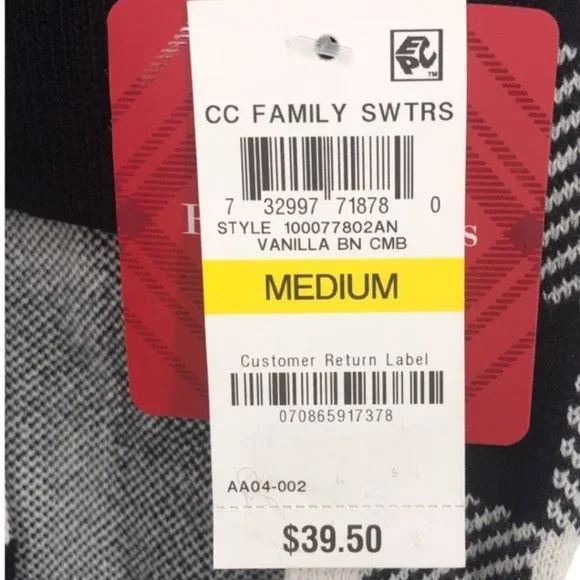 EPC™
CC FAMILY SWTRS
7 32997 71878 0
STYLE 100077802AN
VANILLA BN CMB
MEDIUM
Customer Return Label
070865917378
AA04-002
$39.50